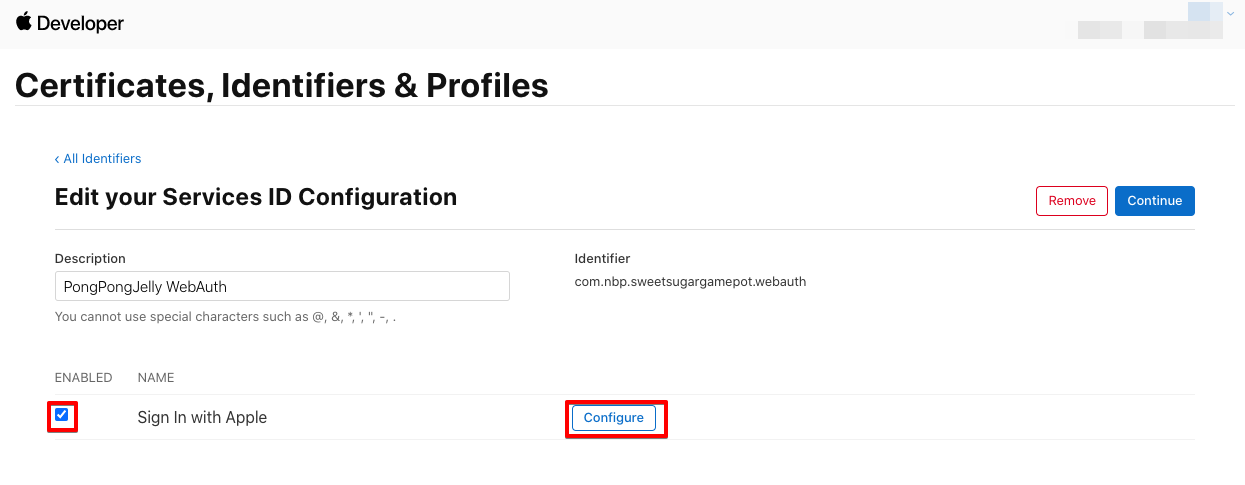 Developer
Certificates, Identifiers & Profiles
‹ All Identifiers
Edit your Services ID Configuration
Remove
Continue
Description
Identifier
PongPongJelly WebAuth
com.nbp.sweetsugargamepot.webauth
You cannot use special characters such as @, &, *, ', ", -, .
ENABLED NAME
Sign In with Apple
Configure